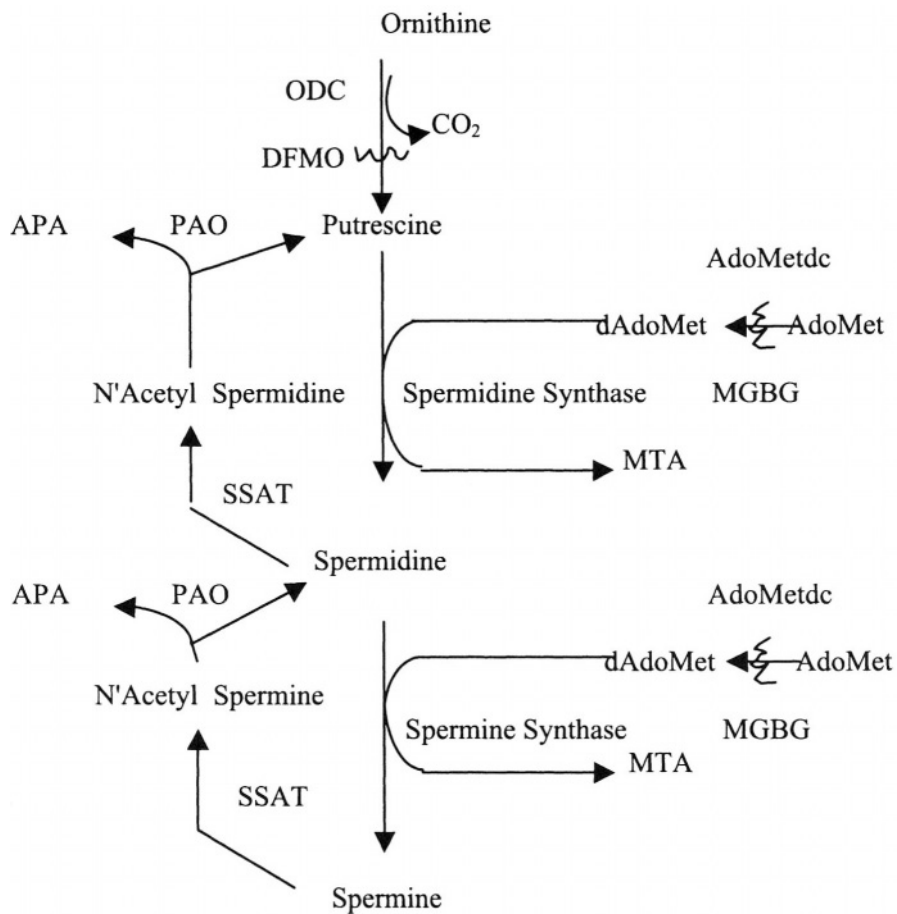 Ornithine
ODC
CO₂
DFMO
APA PAO Putrescine
AdoMetdc
dAdoMet AdoMet
N'Acetyl Spermidine Spermidine Synthase MGBG
MTA
SSAT
Spermidine
APA PAO AdoMetdc
dAdoMet AdoMet
N'Acetyl Spermine
Spermine Synthase MGBG
MTA
SSAT
Spermine